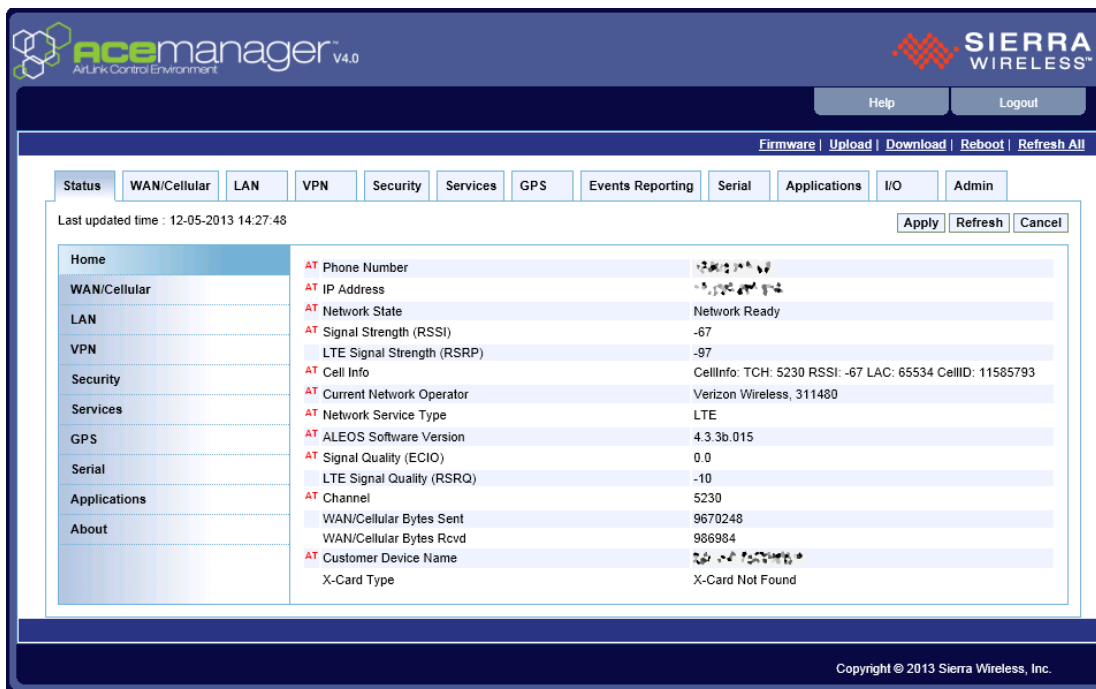 acemanager™ V4.0
AirLink Control Environment
SIERRA
WIRELESS™
Help Logout
Firmware | Upload | Download | Reboot | Refresh All
Status WAN/Cellular LAN VPN Security Services GPS Events Reporting Serial Applications I/O Admin
Last updated time : 12-05-2013 14:27:48
Apply Refresh Cancel
Home
WAN/Cellular
LAN
VPN
Security
Services
GPS
Serial
Applications
About
AT Phone Number
AT IP Address
AT Network State Network Ready
AT Signal Strength (RSSI) -67
LTE Signal Strength (RSRP) -97
AT Cell Info CellInfo: TCH: 5230 RSSI: -67 LAC: 65534 CellID: 11585793
AT Current Network Operator Verizon Wireless, 311480
AT Network Service Type LTE
AT ALEOS Software Version 4.3.3b.015
AT Signal Quality (ECIO) 0.0
LTE Signal Quality (RSRQ) -10
AT Channel 5230
WAN/Cellular Bytes Sent 9670248
WAN/Cellular Bytes Rcvd 986984
AT Customer Device Name
X-Card Type X-Card Not Found
Copyright © 2013 Sierra Wireless, Inc.